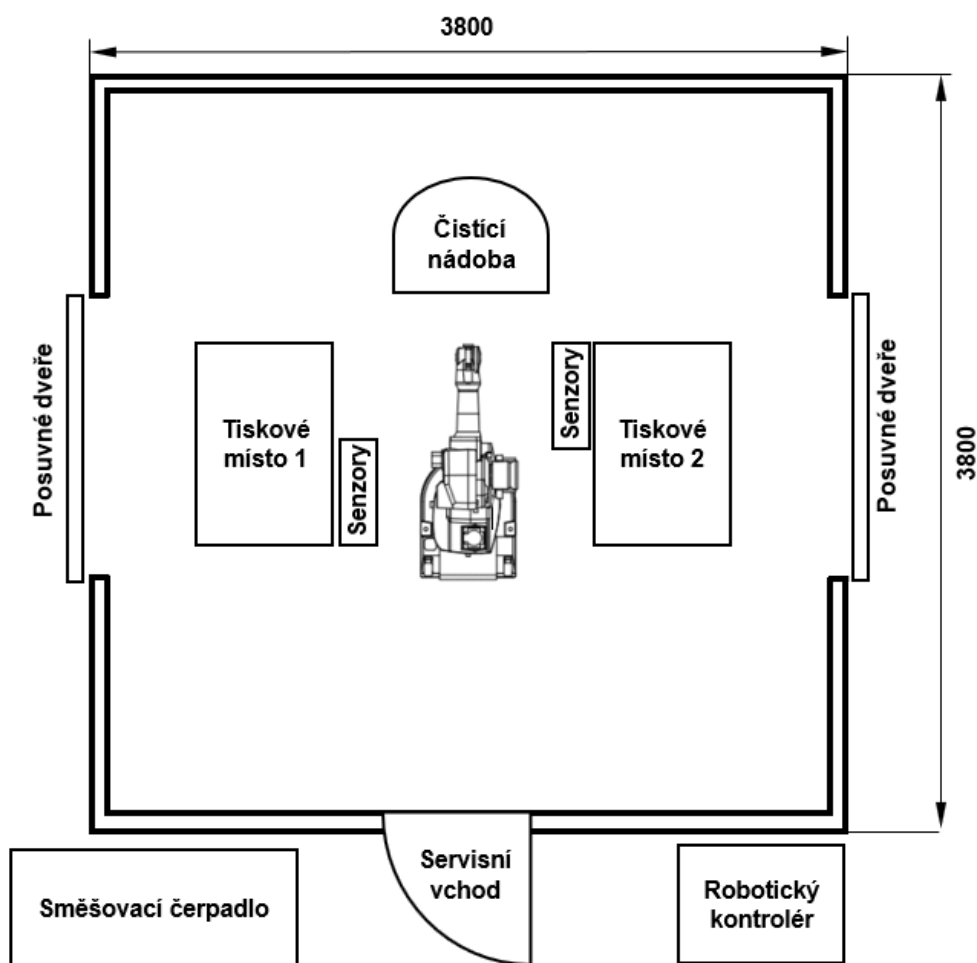 3800
Čistící
nádoba
Posuvné dveře
Tiskové
místo 1
Senzory
Senzory
Tiskové
místo 2
Posuvné dveře
3800
Směšovací čerpadlo
Servisní
vchod
Robotický
kontrolér